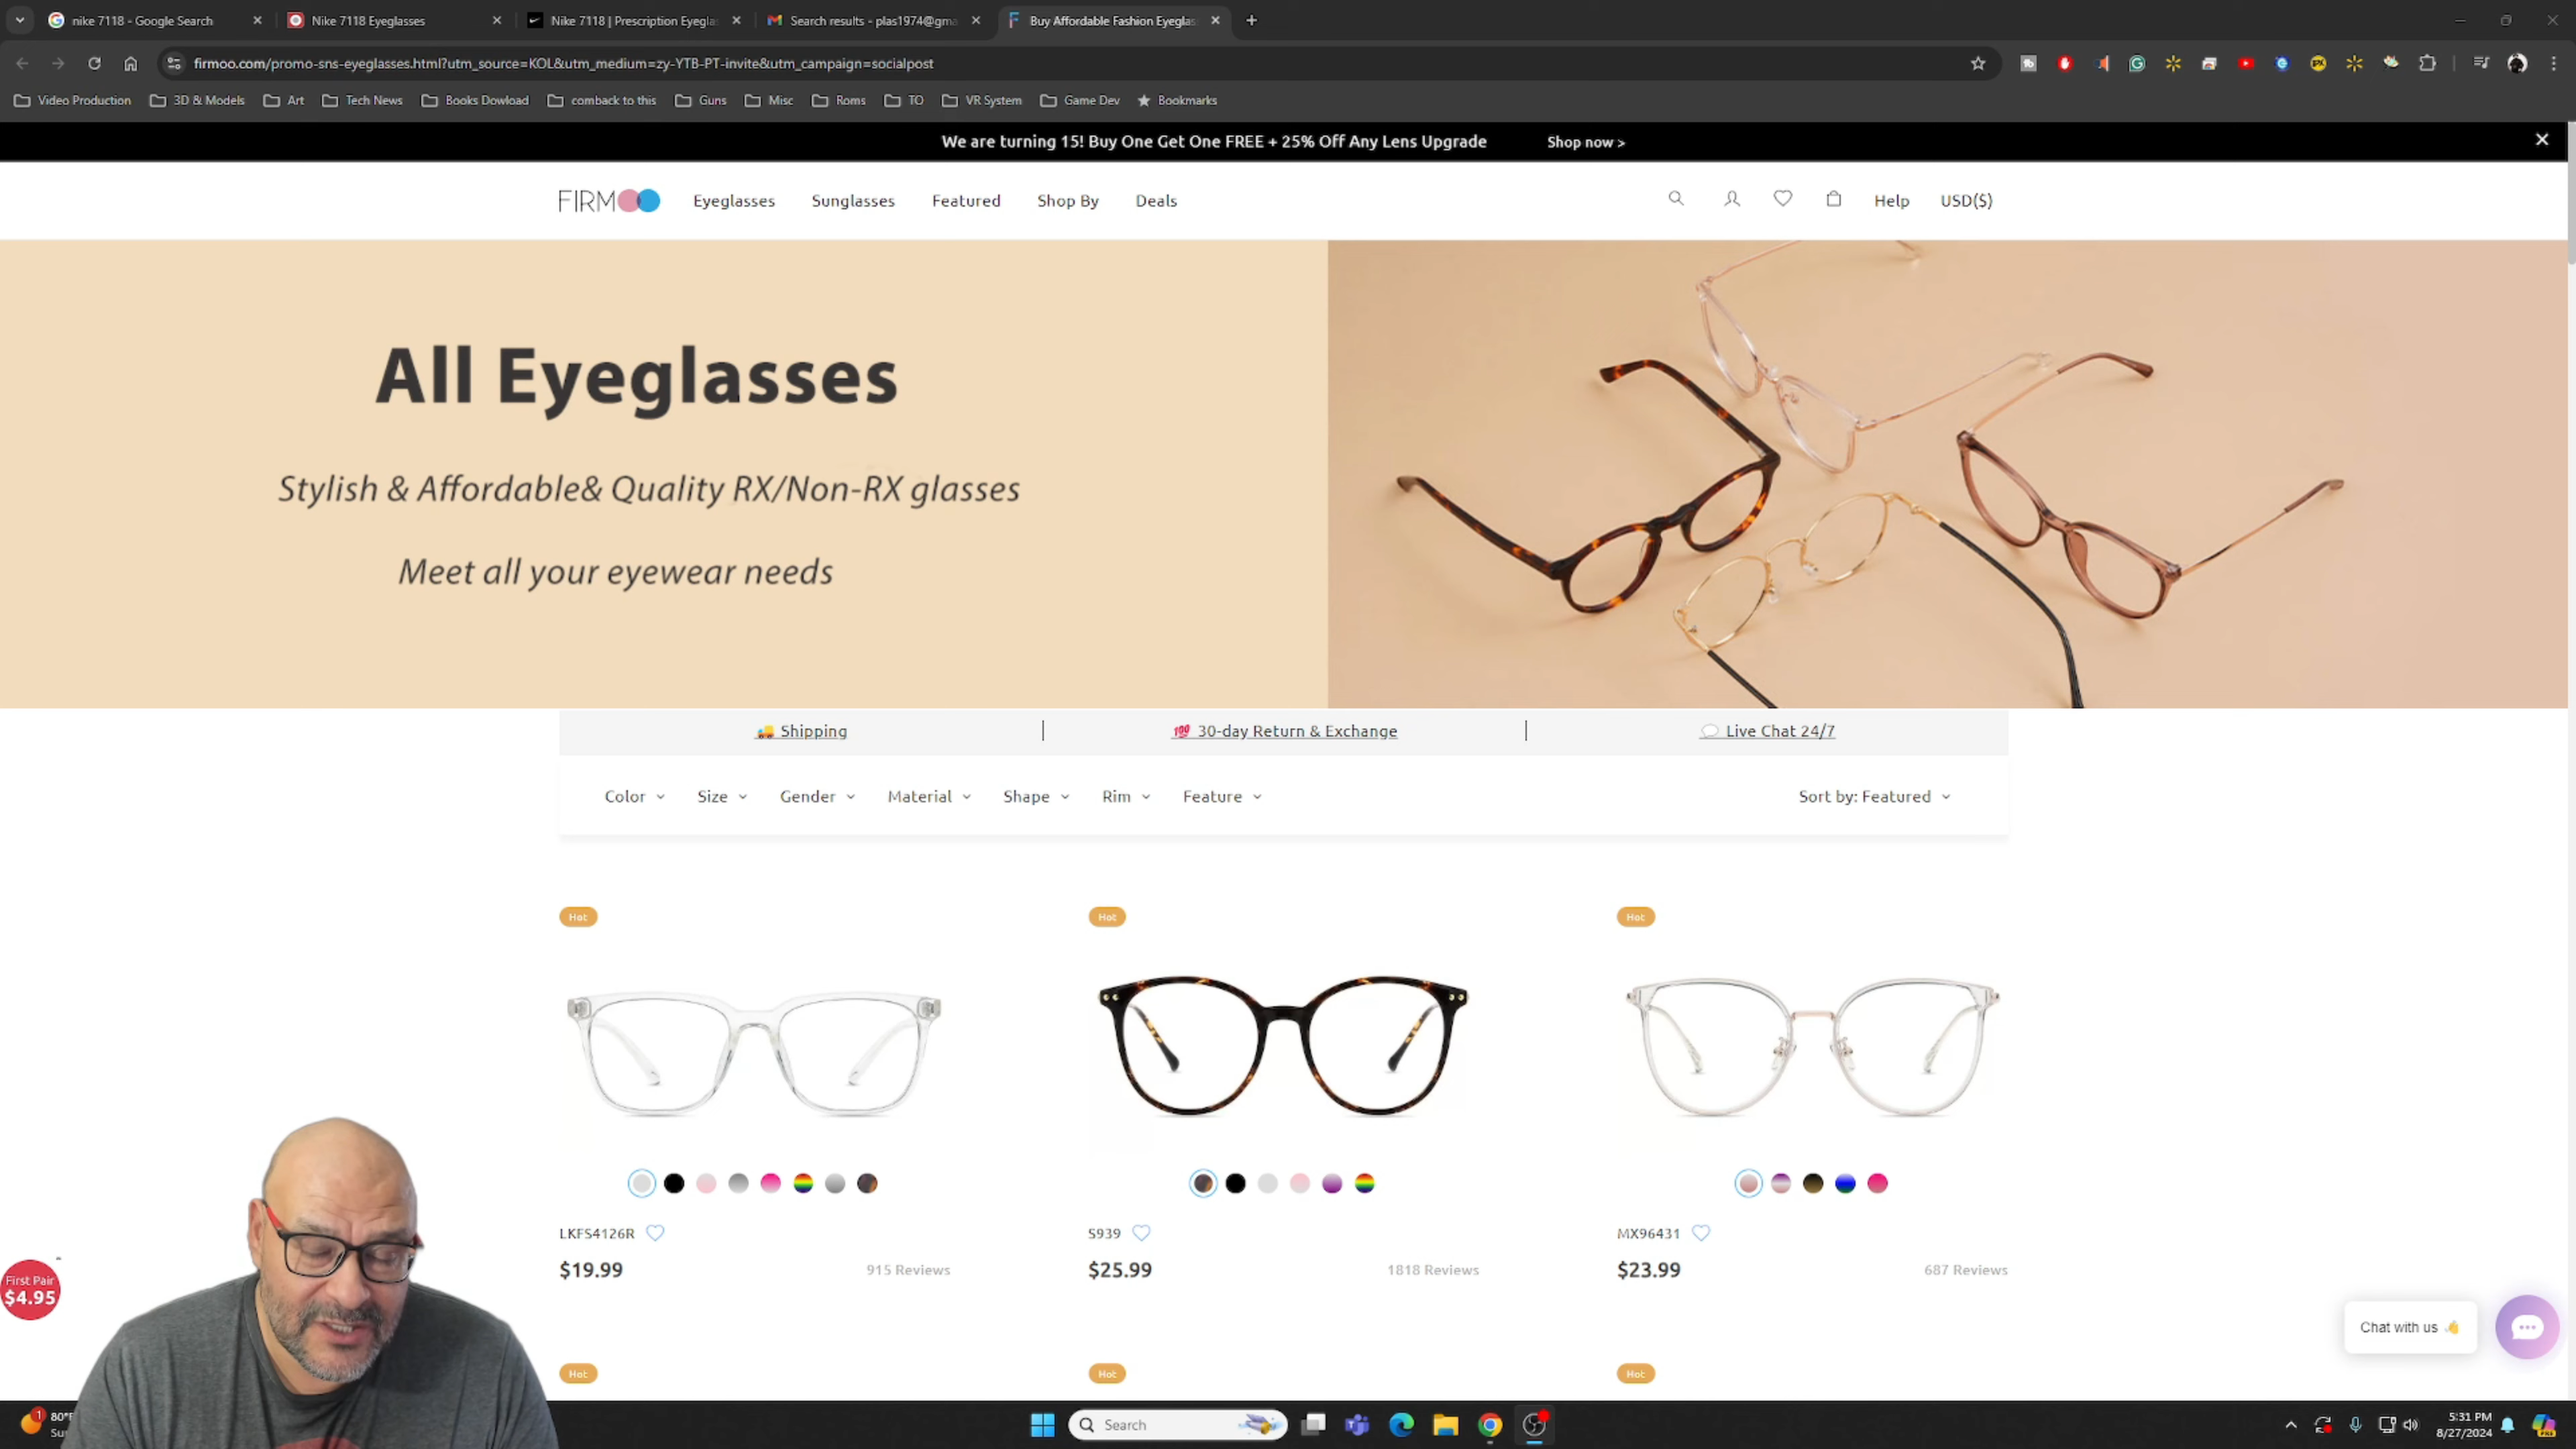 nike 7118 - Google Search
Nike 7118 Eyeglasses
Nike 7118 | Prescription Eyegla
Search results - plas1974@gma
Buy Affordable Fashion Eyeglas
firmoo.com/promo-sns-eyeglasses.html?utm_source=KOL&utm_medium=zy-YTB-PT-invite&utm_campaign=socialpost
Video Production
3D & Models
Art
Tech News
Books Dowload
comback to this
Guns
Misc
Roms
TO
VR System
Game Dev
Bookmarks
We are turning 15! Buy One Get One FREE + 25% Off Any Lens Upgrade
Shop now >
FIRMOO
Eyeglasses
Sunglasses
Featured
Shop By
Deals
Help
USD($)
All Eyeglasses
Stylish & Affordable& Quality RX/Non-RX glasses
Meet all your eyewear needs
Shipping
100 30-day Return & Exchange
Live Chat 24/7
Color
Size
Gender
Material
Shape
Rim
Feature
Sort by: Featured
Hot
Hot
Hot
LKFS4126R
S939
MX96431
$19.99
915 Reviews
$25.99
1818 Reviews
$23.99
687 Reviews
First Pair
$4.95
Chat with us
Hot
Hot
Hot
1
80°F
Su
Search
5:31 PM
8/27/2024